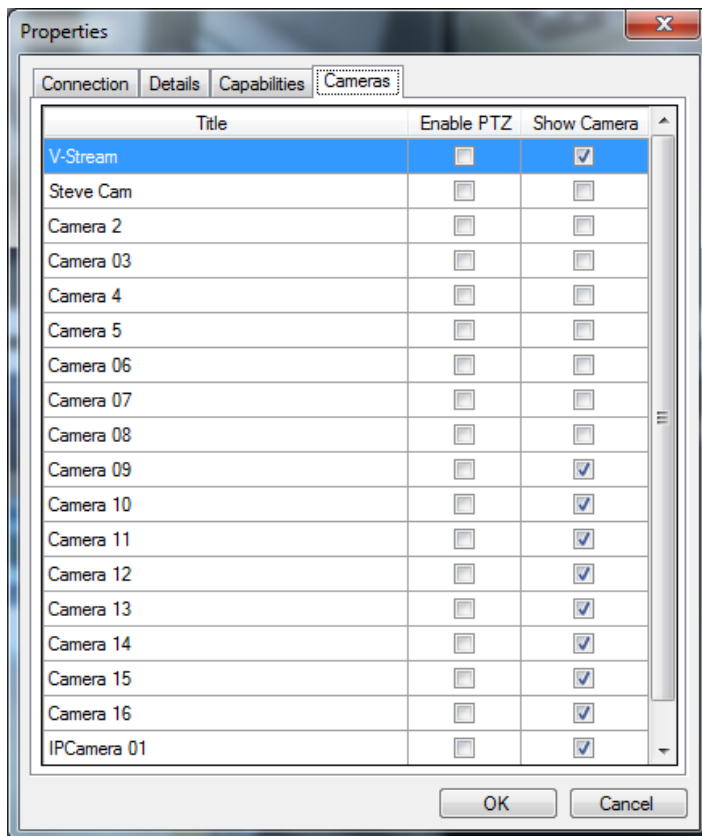 Properties
Connection Details Capabilities Cameras
Title Enable PTZ Show Camera
V-Stream
Steve Cam
Camera 2
Camera 03
Camera 4
Camera 5
Camera 06
Camera 07
Camera 08
Camera 09
Camera 10
Camera 11
Camera 12
Camera 13
Camera 14
Camera 15
Camera 16
IPCamera 01
OK Cancel